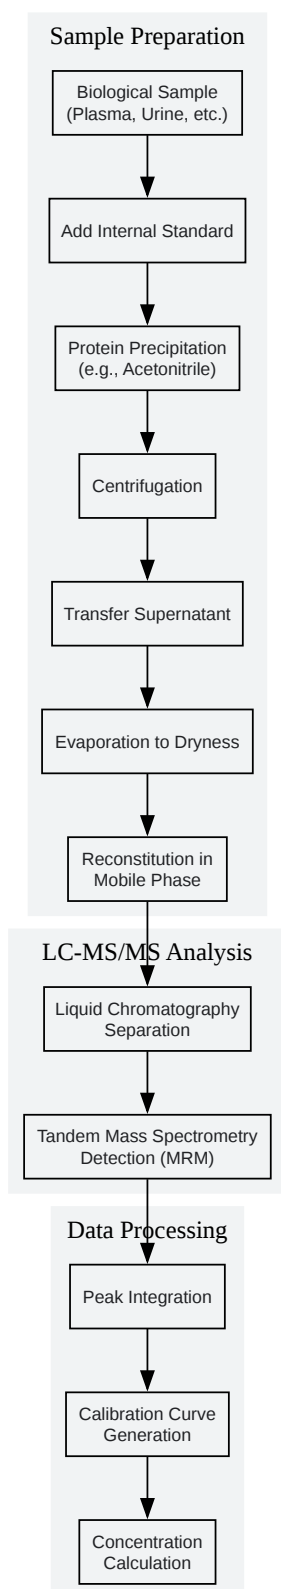 Sample Preparation
Biological Sample
(Plasma, Urine, etc.)
Add Internal Standard
Protein Precipitation
(e.g., Acetonitrile)
Centrifugation
Transfer Supernatant
Evaporation to Dryness
Reconstitution in
Mobile Phase
LC-MS/MS Analysis
Liquid Chromatography
Separation
Tandem Mass Spectrometry
Detection (MRM)
Data Processing
Peak Integration
Calibration Curve
Generation
Concentration
Calculation